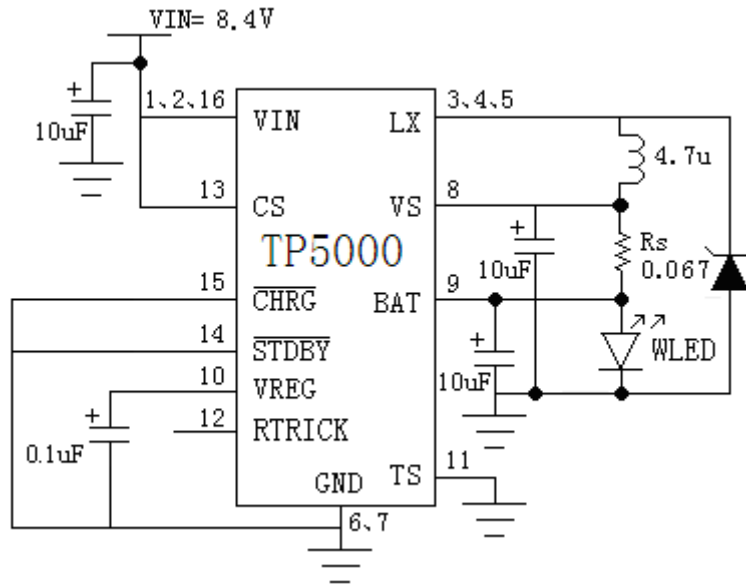 VIN= 8.4V
+
10uF
1、2、16
VIN
LX
3、4、5
4.7u
13
CS
VS
8
TP5000
+
10uF
Rs
0.067
15
CHRG
BAT
9
14
STDBY
+
10uF
WLED
10
VREG
+
0.1uF
12
RTRICK
TS
11
GND
6、7